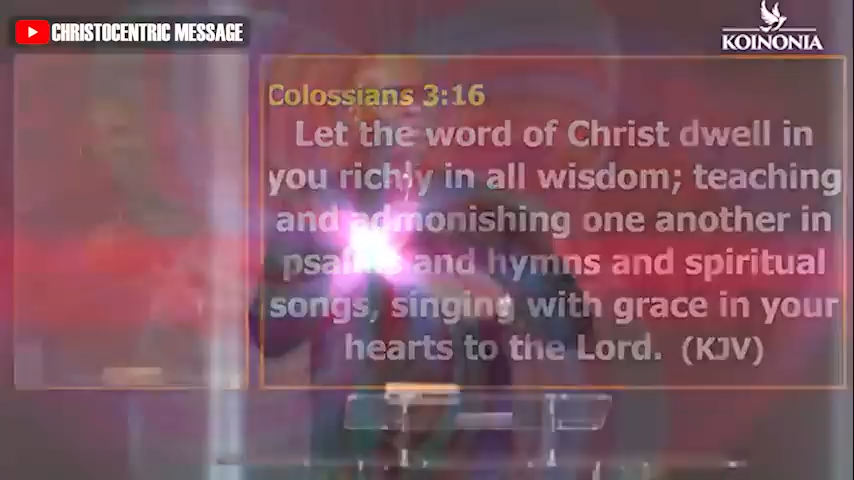 CHRISTOCENTRIC MESSAGE
KOINONIA
Colossians 3:16
Let the word of Christ dwell in
you richly in all wisdom; teaching
and admonishing one another in
psalms and hymns and spiritual
songs, singing with grace in your
hearts to the Lord. (KJV)